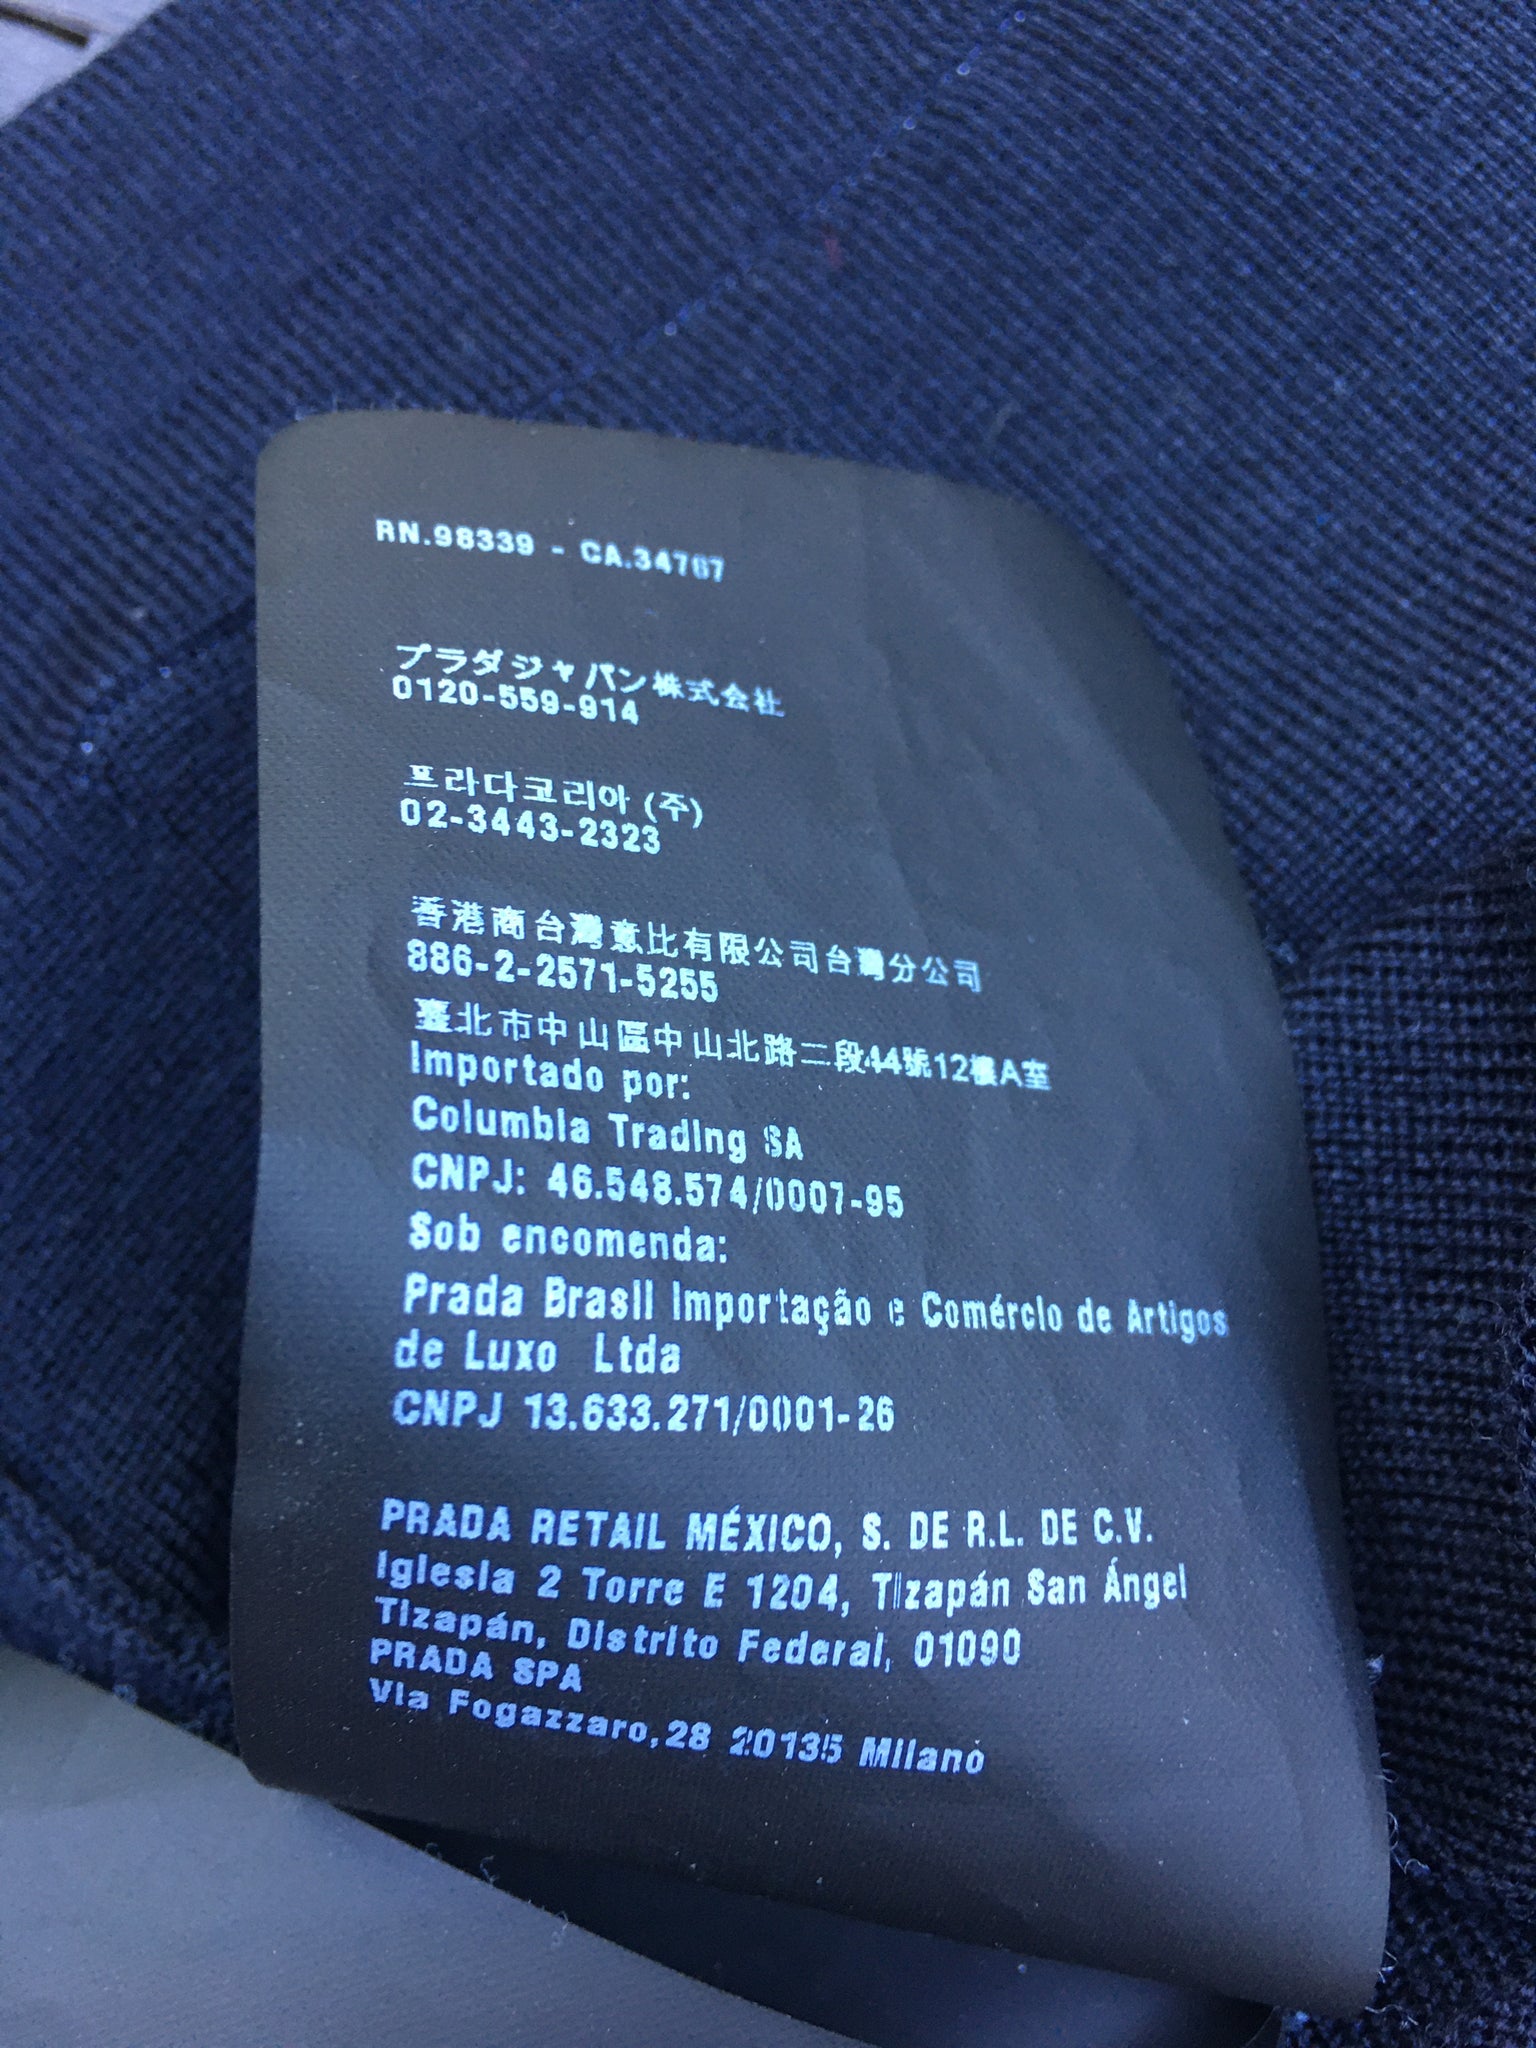 RN.98339 - CA.34767
プラダジャパン株式会社
0120-559-914
프라다코리아 (주)
02-3443-2323
香港商台灣意比有限公司台灣分公司
886-2-2571-5255
臺北市中山區中山北路二段44號12樓A室
Importado por:
Columbia Trading SA
CNPJ: 46.548.574/0007-95
Sob encomenda:
Prada Brasil Importação e Comércio de Artigos
de Luxo Ltda
CNPJ 13.633.271/0001-26
PRADA RETAIL MÉXICO, S. DE R.L. DE C.V.
Iglesia 2 Torre E 1204, Tizapán San Ángel
Tizapán, Distrito Federal, 01090
PRADA SPA
Via Fogazzaro,28 20135 Milano